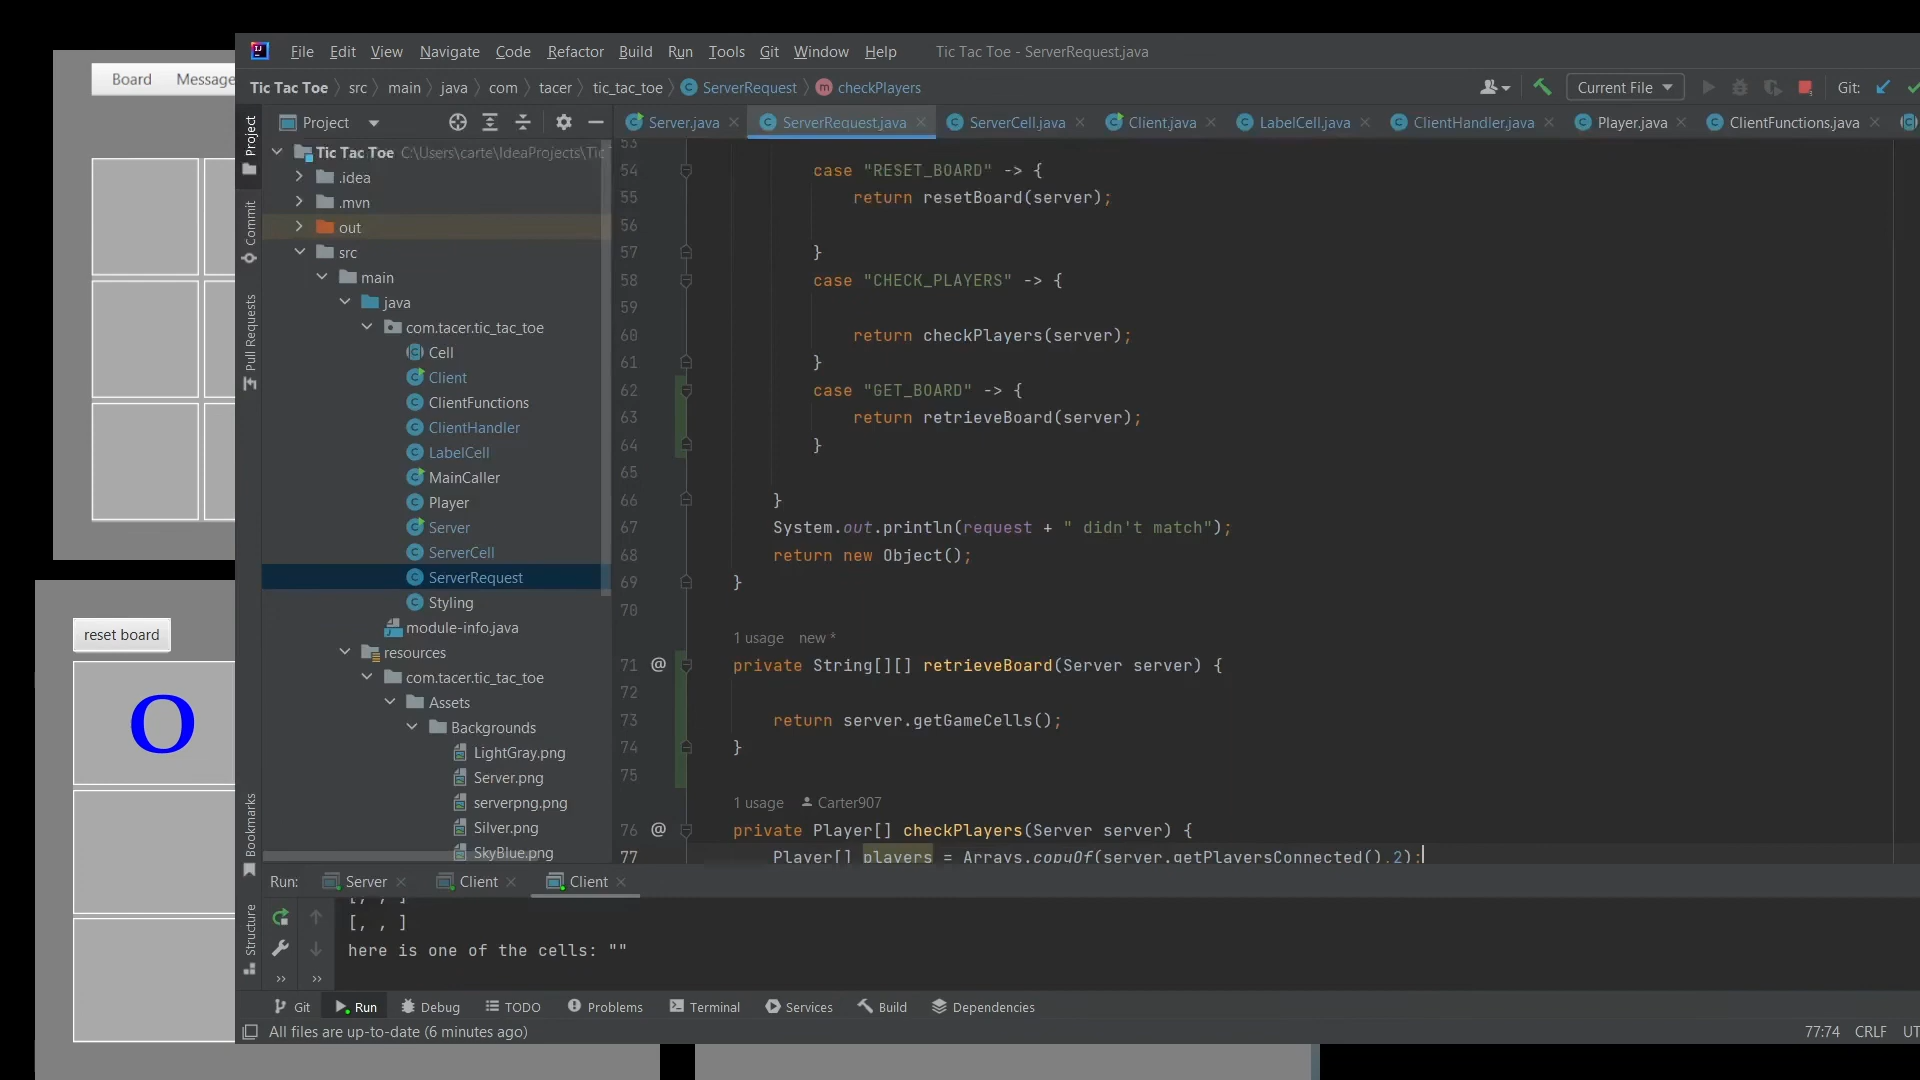 File Edit View Navigate Code Refactor Build Run Tools Git Window Help Tic Tac Toe - ServerRequest.java
Board Message
Tic Tac Toe src main java com tacer tic_tac_toe ServerRequest checkPlayers Current File Git:
Project
Server.java ServerRequest.java ServerCell.java Client.java LabelCell.java ClientHandler.java Player.java ClientFunctions.java
Project
Commit
Pull Requests
Bookmarks
Structure
Tic Tac Toe C:\Users\carte\IdeaProjects\Tic
.idea
.mvn
out
src
main
java
com.tacer.tic_tac_toe
Cell
Client
ClientFunctions
ClientHandler
LabelCell
MainCaller
Player
Server
ServerCell
ServerRequest
Styling
module-info.java
resources
com.tacer.tic_tac_toe
Assets
Backgrounds
LightGray.png
Server.png
serverpng.png
Silver.png
SkyBlue.png
53
54 case "RESET_BOARD" -> {
55 return resetBoard(server);
56
57 }
58 case "CHECK_PLAYERS" -> {
59
60 return checkPlayers(server);
61 }
62 case "GET_BOARD" -> {
63 return retrieveBoard(server);
64 }
65
66 }
67 System.out.println(request + " didn't match");
68 return new Object();
69 }
70
1 usage new *
71 @ private String[][] retrieveBoard(Server server) {
72
73 return server.getGameCells();
74 }
75
1 usage Carter907
76 @ private Player[] checkPlayers(Server server) {
77 Player[] players = Arrays.copyOf(server.getPlayersConnected(),2);
reset board
O
Run: Server Client Client
[, , ]
[, , ]
here is one of the cells: ""
Git Run Debug TODO Problems Terminal Services Build Dependencies
All files are up-to-date (6 minutes ago) 77:74 CRLF UT